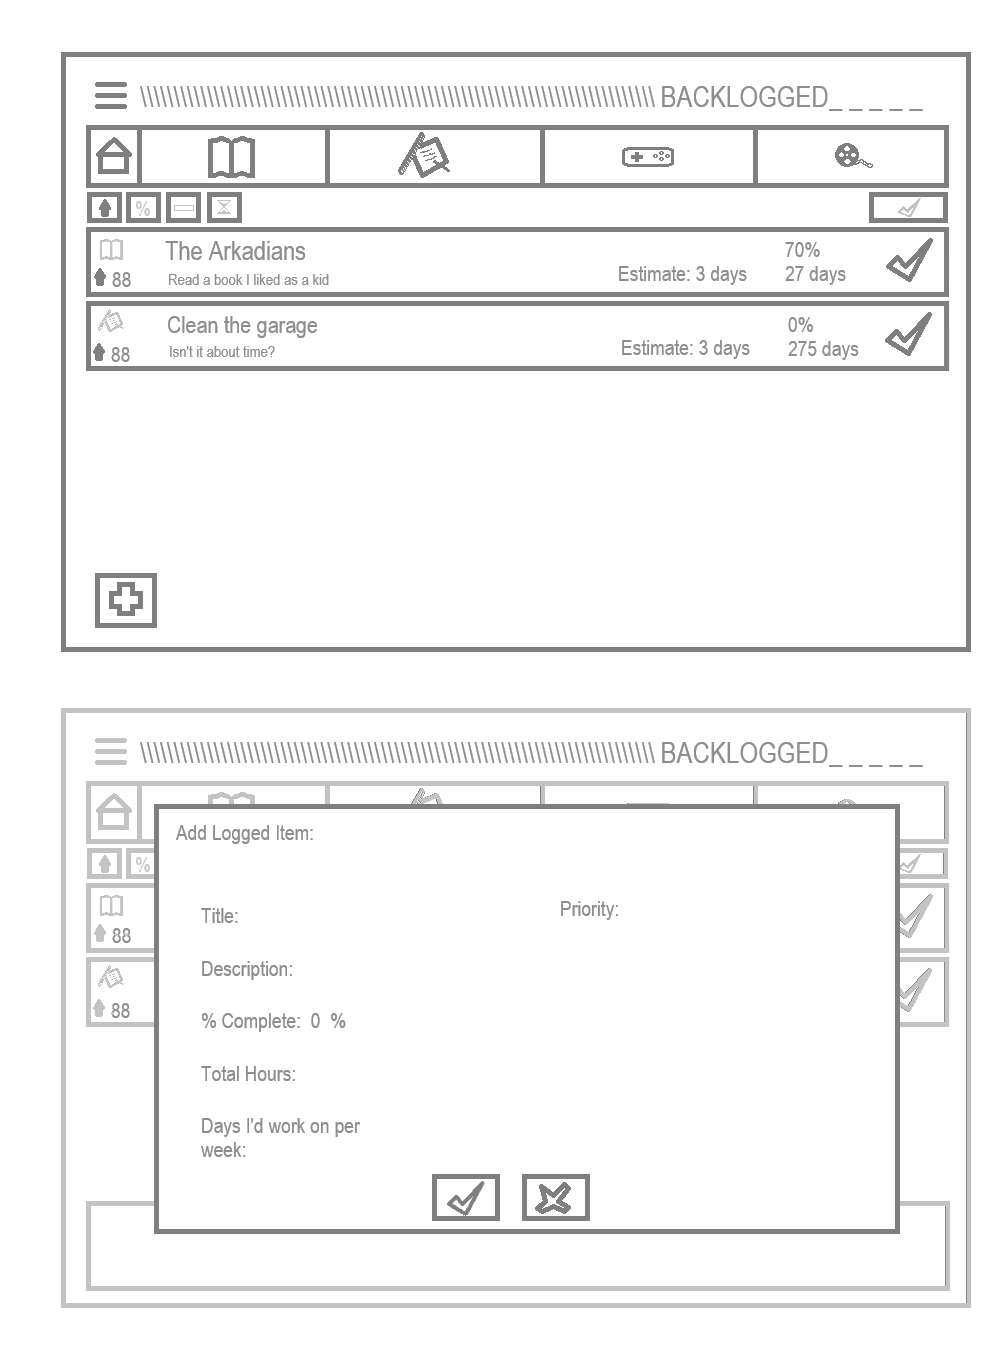 \\\\\\\\\\\\\\\\\\\\\\\\\\\\\\\\\\\\\\\\\\\\\\\\\\\\\\\\\\\\\\\\\\\\\\\\\\\\ BACKLOGGED_ _ _ _ _
%
The Arkadians
70%
88
Read a book I liked as a kid
Estimate: 3 days
27 days
Clean the garage
0%
88
Isn't it about time?
Estimate: 3 days
275 days
\\\\\\\\\\\\\\\\\\\\\\\\\\\\\\\\\\\\\\\\\\\\\\\\\\\\\\\\\\\\\\\\\\\\\\\\\\\\ BACKLOGGED_ _ _ _ _
%
88
88
Add Logged Item:
Title:
Priority:
Description:
% Complete: 0 %
Total Hours:
Days I'd work on per
week: